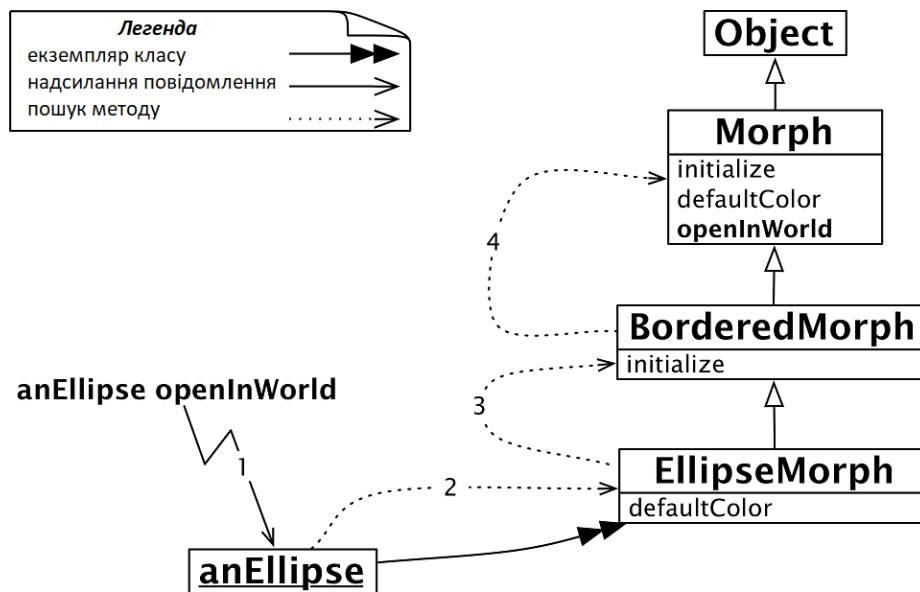 Легенда
екземпляр класу
надсилання повідомлення
пошук методу
Object
Morph
initialize
defaultColor
openInWorld
4
BorderedMorph
initialize
anEllipse openInWorld
3
1
EllipseMorph
2
defaultColor
anEllipse